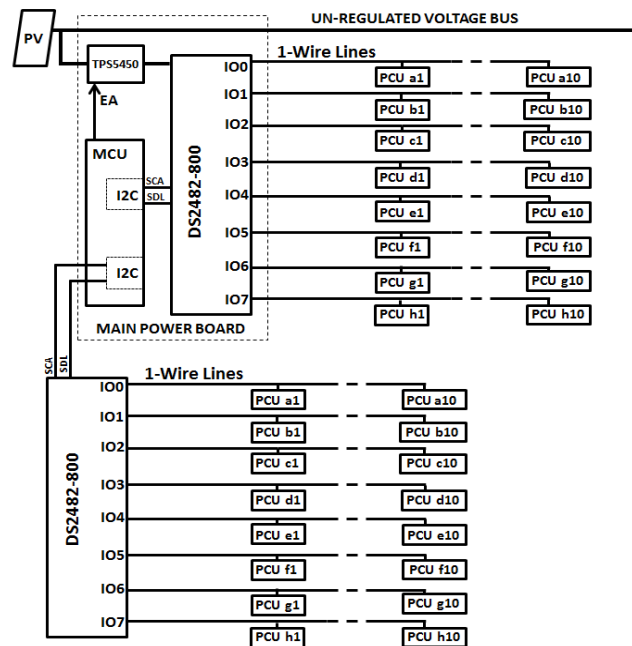 UN-REGULATED VOLTAGE BUS
PV
TPS5450
EA
MCU
I2C
SCA
SDL
I2C
DS2482-800
MAIN POWER BOARD
1-Wire Lines
IO0
PCU a1
PCU a10
IO1
PCU b1
PCU b10
IO2
PCU c1
PCU c10
IO3
PCU d1
PCU d10
IO4
PCU e1
PCU e10
IO5
PCU f1
PCU f10
IO6
PCU g1
PCU g10
IO7
PCU h1
PCU h10
SCA
SDL
DS2482-800
1-Wire Lines
IO0
PCU a1
PCU a10
IO1
PCU b1
PCU b10
IO2
PCU c1
PCU c10
IO3
PCU d1
PCU d10
IO4
PCU e1
PCU e10
IO5
PCU f1
PCU f10
IO6
PCU g1
PCU g10
IO7
PCU h1
PCU h10